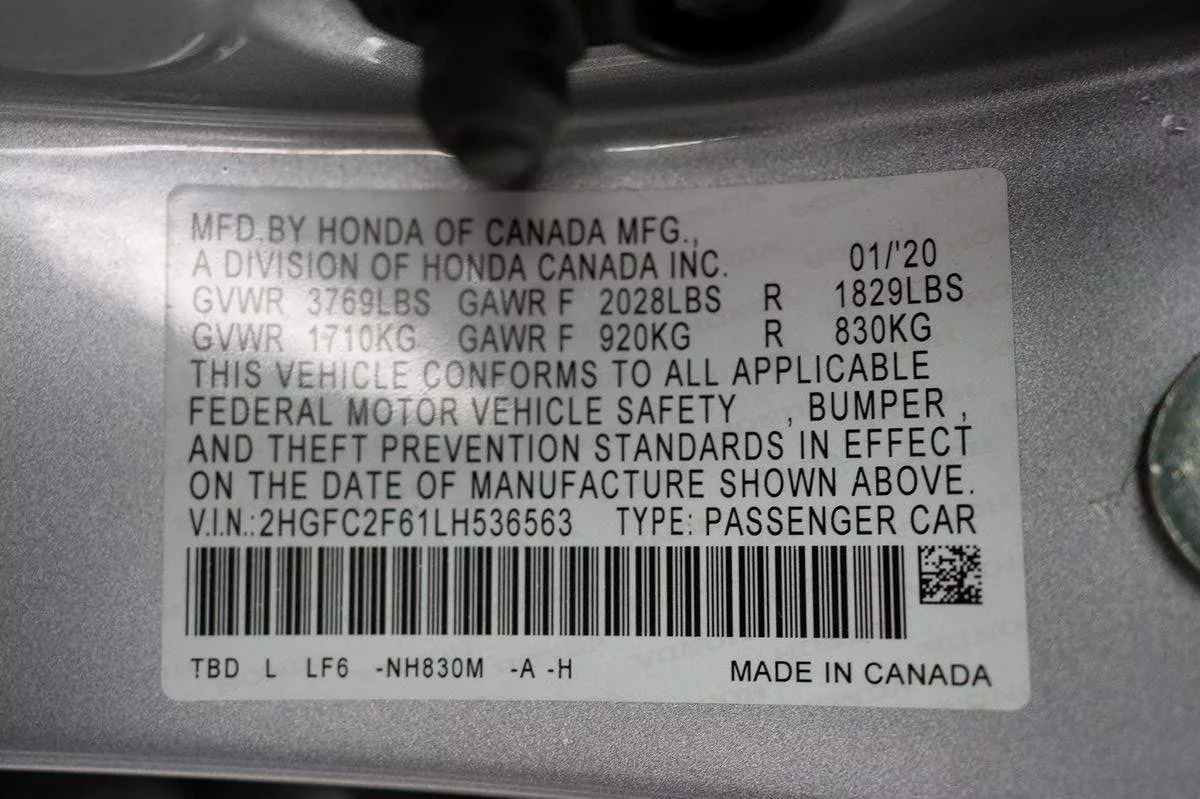 MFD.BY HONDA OF CANADA MFG.,
A DIVISION OF HONDA CANADA INC. 01/'20
GVWR 3769LBS GAWR F 2028LBS R 1829LBS
GVWR 1710KG GAWR F 920KG R 830KG
THIS VEHICLE CONFORMS TO ALL APPLICABLE
FEDERAL MOTOR VEHICLE SAFETY , BUMPER ,
AND THEFT PREVENTION STANDARDS IN EFFECT
ON THE DATE OF MANUFACTURE SHOWN ABOVE.
V.I.N.:2HGFC2F61LH536563 TYPE: PASSENGER CAR
TBD L LF6 -NH830M -A -H MADE IN CANADA